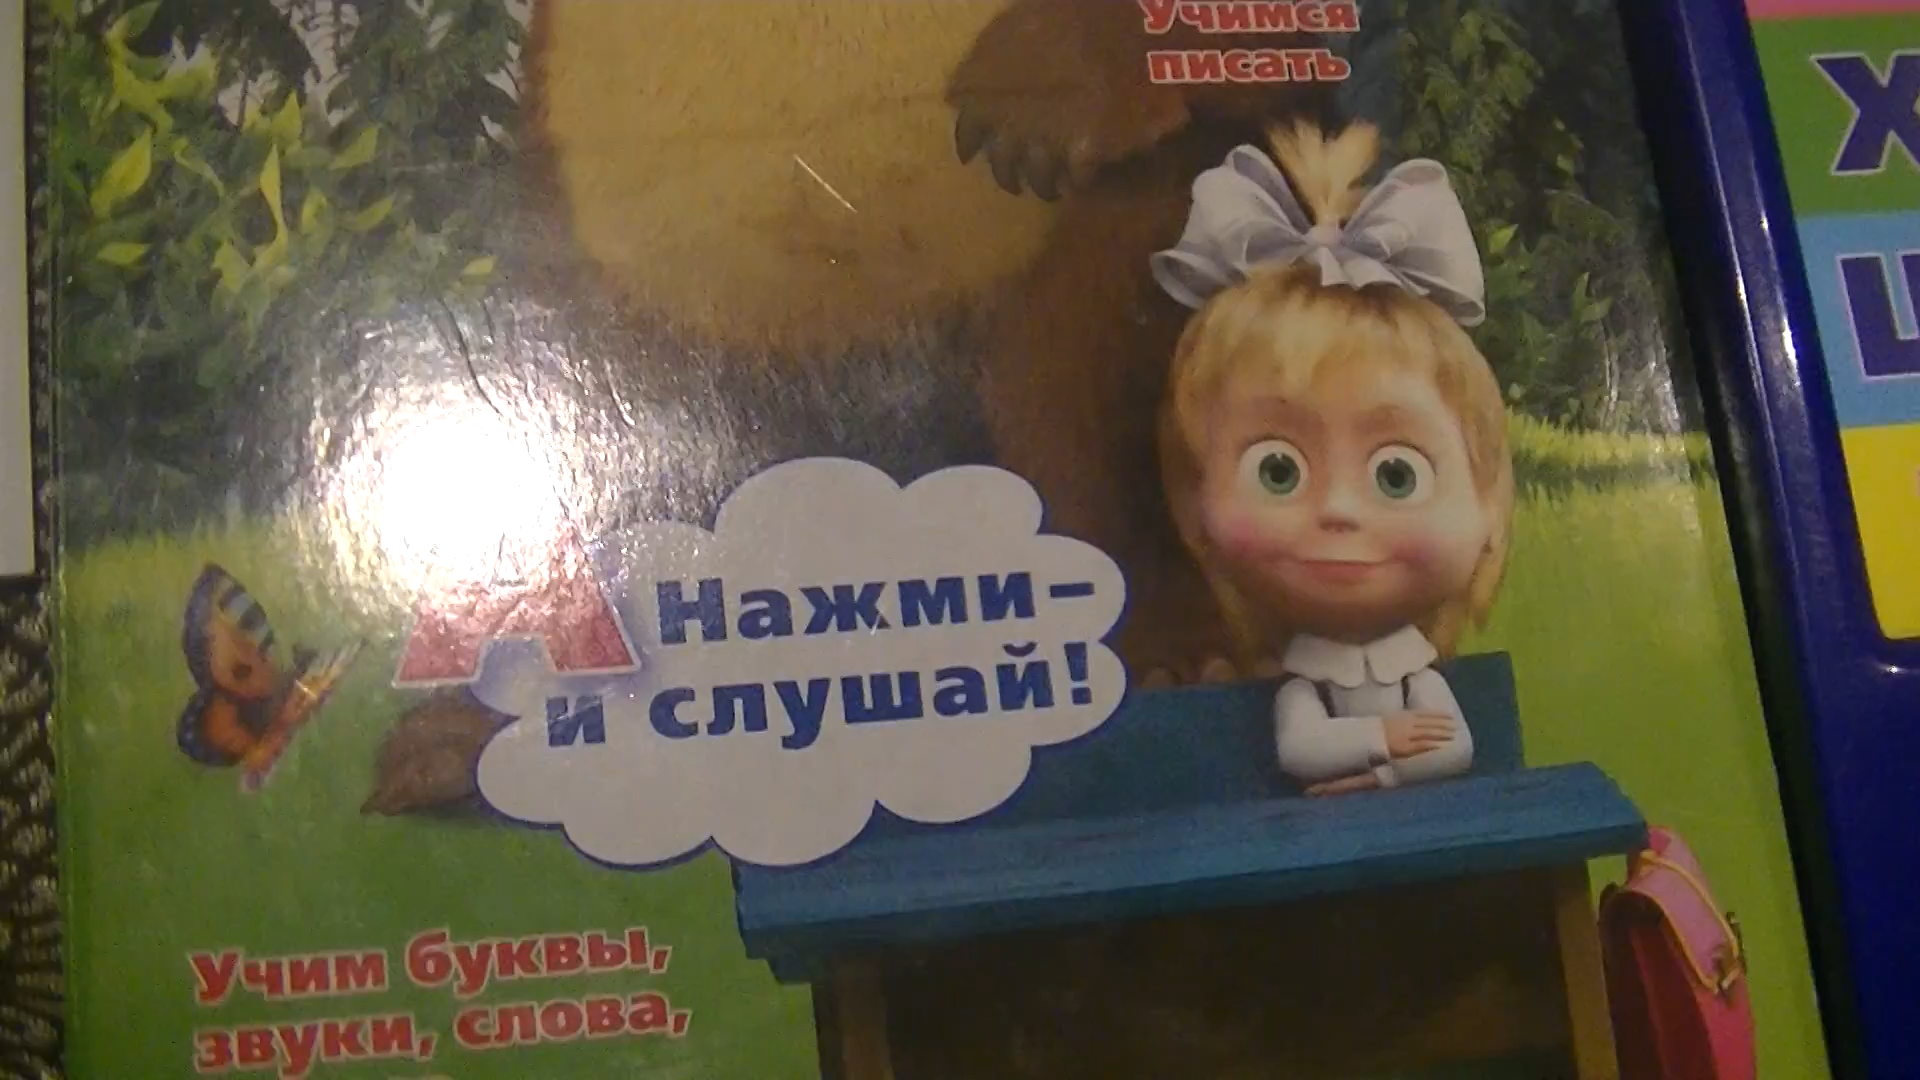 Учимся
писать
Х
А Нажми–
и слушай!
Учим буквы,
звуки, слова,